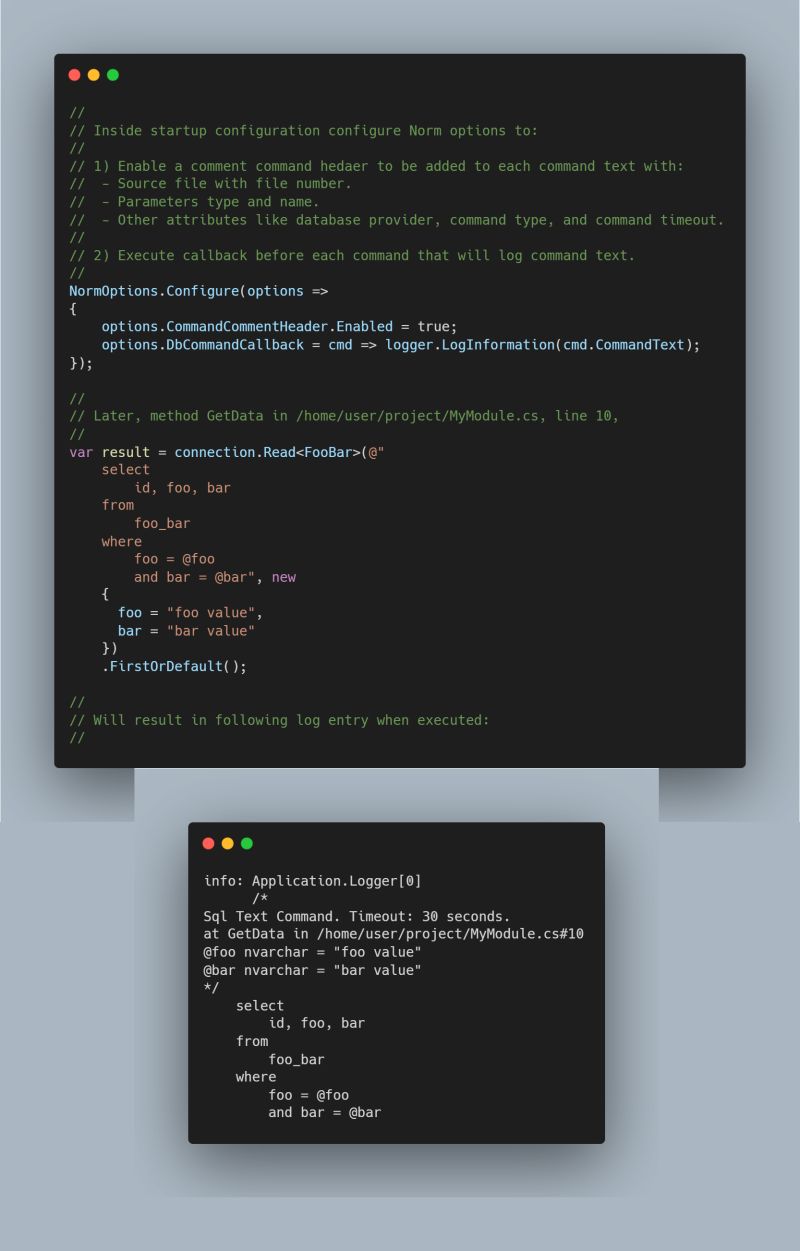 //
// Inside startup configuration configure Norm options to:
//
// 1) Enable a comment command hedaer to be added to each command text with:
//  - Source file with file number.
//  - Parameters type and name.
//  - Other attributes like database provider, command type, and command timeout.
//
// 2) Execute callback before each command that will log command text.
//
NormOptions.Configure(options =>
{
    options.CommandCommentHeader.Enabled = true;
    options.DbCommandCallback = cmd => logger.LogInformation(cmd.CommandText);
});
//
// Later, method GetData in /home/user/project/MyModule.cs, line 10,
//
var result = connection.Read<FooBar>(@"
    select
        id, foo, bar
    from
        foo_bar
    where
        foo = @foo
        and bar = @bar", new
    {
      foo = "foo value",
      bar = "bar value"
    })
    .FirstOrDefault();
//
// Will result in following log entry when executed:
//
info: Application.Logger[0]
      /*
Sql Text Command. Timeout: 30 seconds.
at GetData in /home/user/project/MyModule.cs#10
@foo nvarchar = "foo value"
@bar nvarchar = "bar value"
*/
    select
        id, foo, bar
    from
        foo_bar
    where
        foo = @foo
        and bar = @bar